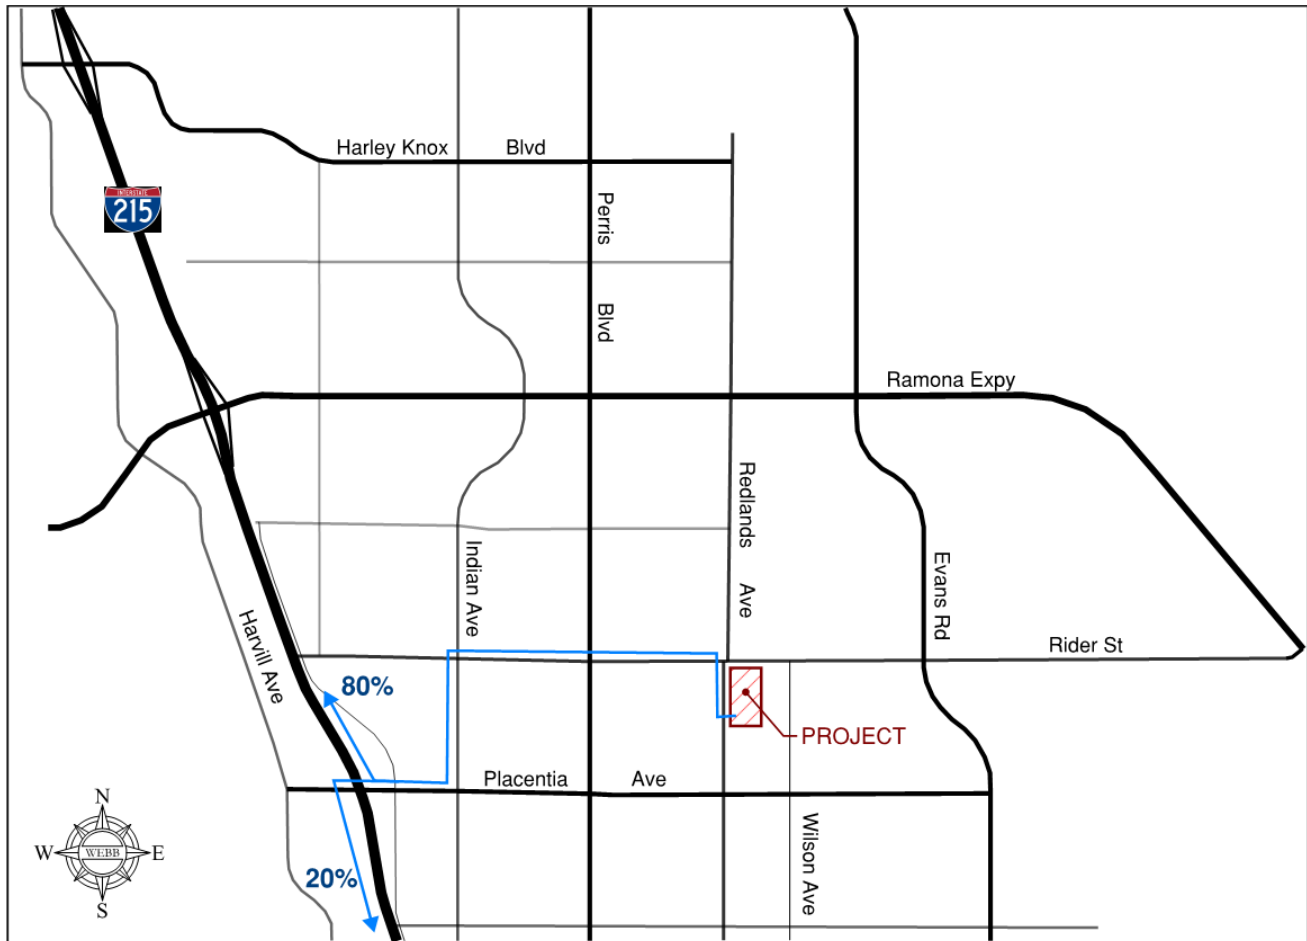 Harley Knox Blvd
INTERSTATE
215
Perris
Blvd
Ramona Expy
Redlands
Ave
Indian Ave
Evans Rd
Harvill Ave
Rider St
80%
PROJECT
Placentia Ave
N
W WEBB E
S
20%
Wilson Ave